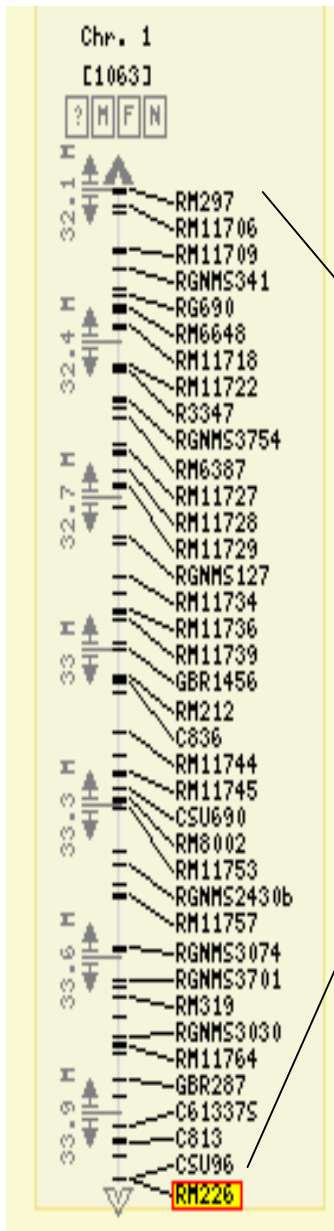 Chr. 1
[1063]
? M F N
32.1 M
RM297
RM11706
RM11709
RGNMS341
RG690
RM6648
32.4 M
RM11718
RM11722
R3347
RGNMS3754
RM6387
RM11727
32.7 M
RM11728
RM11729
RGNMS127
RM11734
RM11736
RM11739
33 M
GBR1456
RM212
C836
RM11744
RM11745
CSU690
33.3 M
RM8002
RM11753
RGNMS2430b
RM11757
RGNMS3074
33.6 M
RGNMS3701
RM319
RGNMS3030
RM11764
GBR287
33.9 M
C61337S
C813
CSU96
RM226